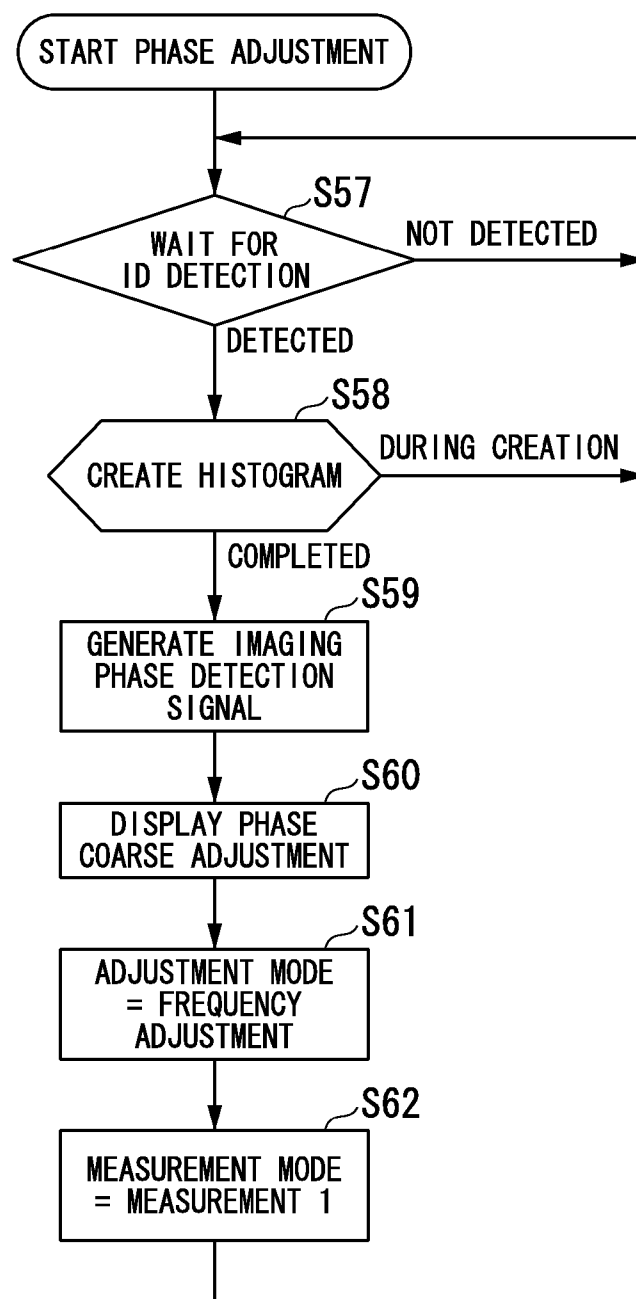 START PHASE ADJUSTMENT
S57
WAIT FOR
ID DETECTION
NOT DETECTED
DETECTED
S58
CREATE HISTOGRAM
DURING CREATION
COMPLETED
S59
GENERATE IMAGING
PHASE DETECTION
SIGNAL
S60
DISPLAY PHASE
COARSE ADJUSTMENT
S61
ADJUSTMENT MODE
= FREQUENCY
ADJUSTMENT
S62
MEASUREMENT MODE
= MEASUREMENT 1